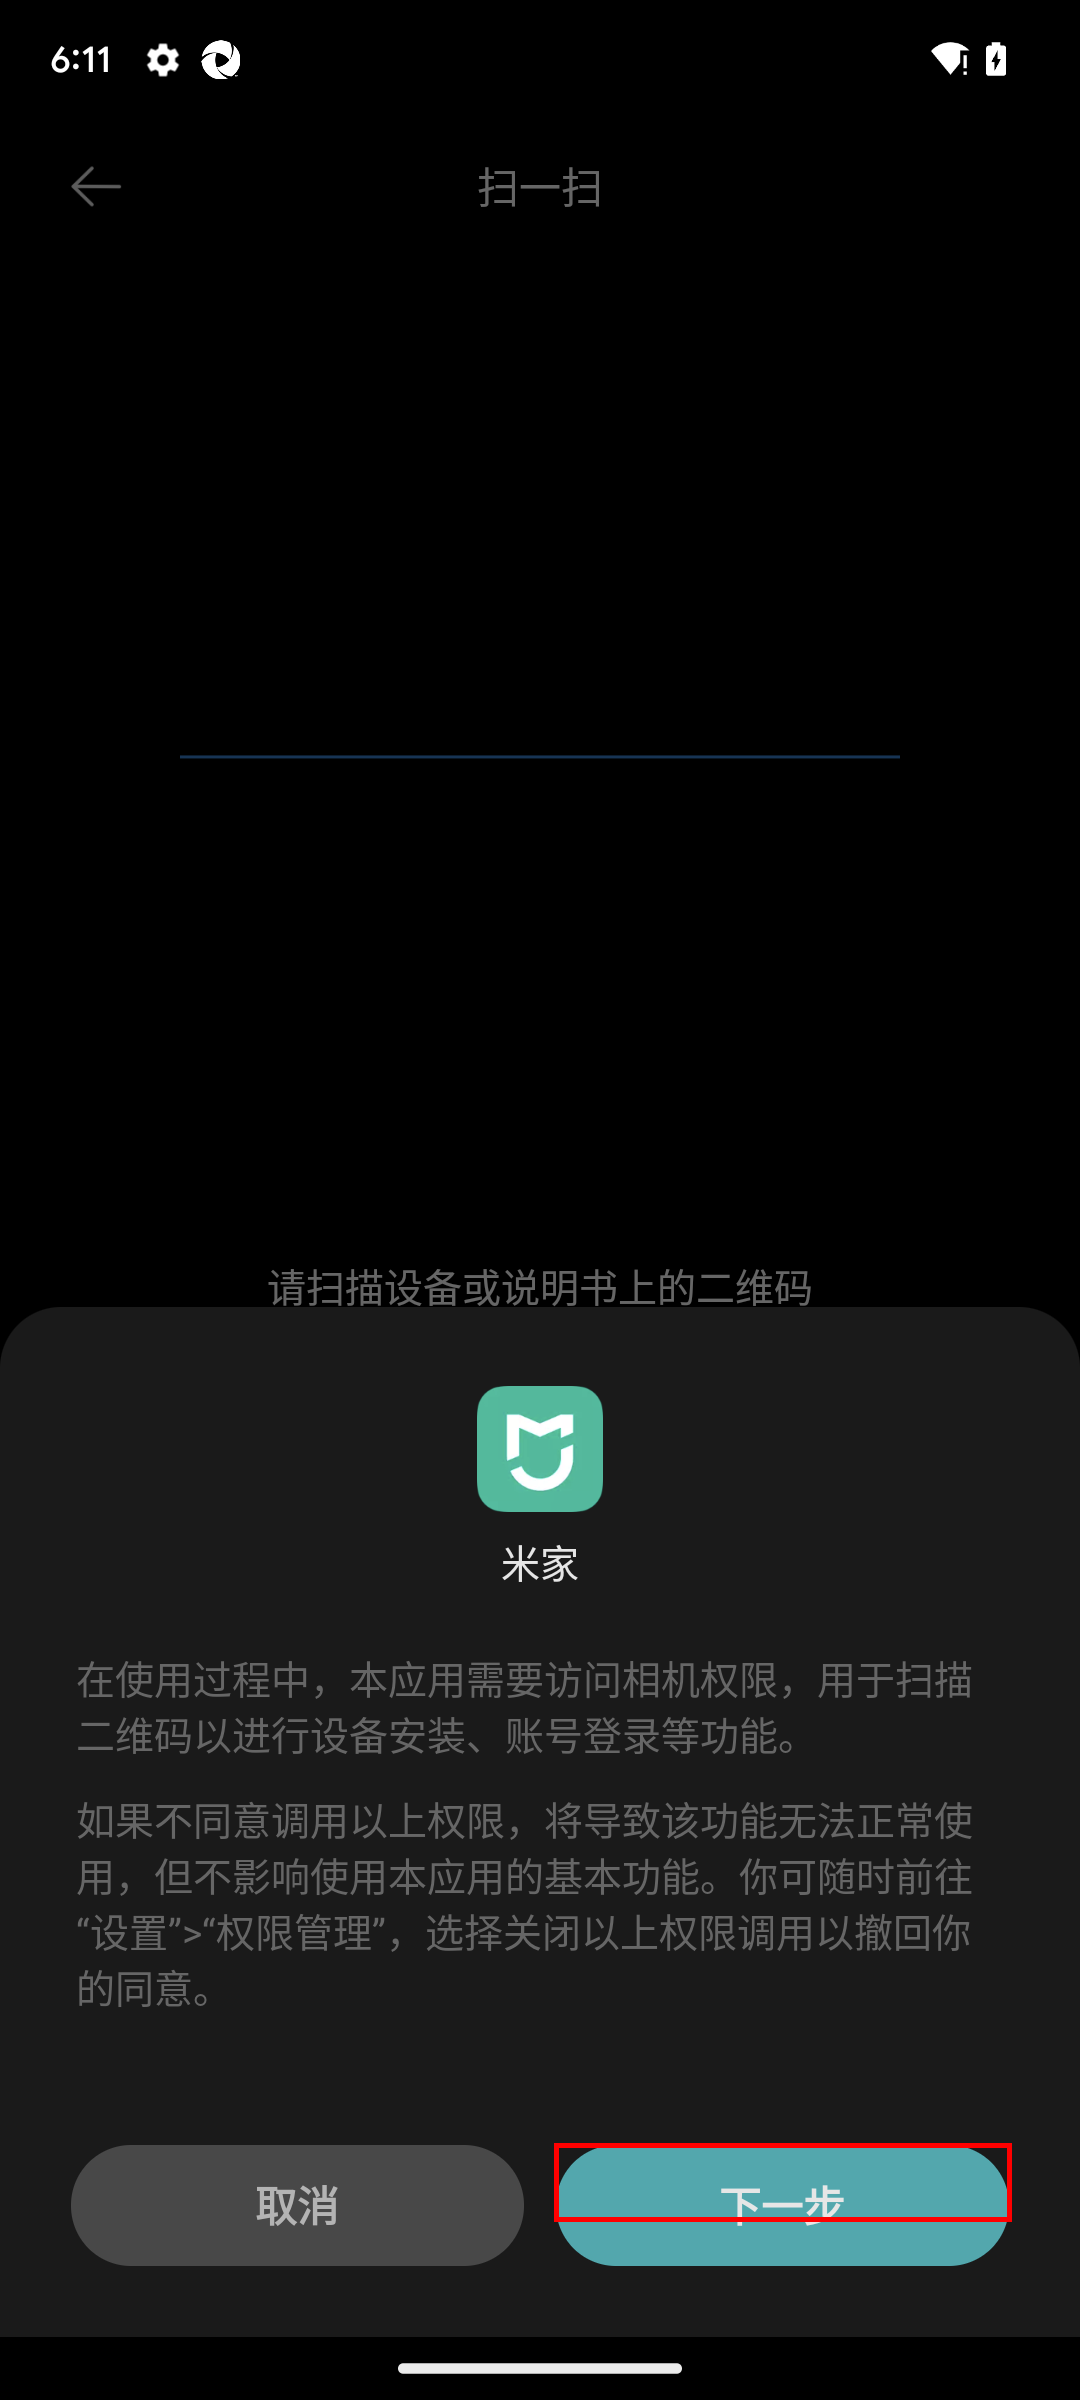 6:11
扫一扫
请扫描设备或说明书上的二维码
米家
在使用过程中，本应用需要访问相机权限，用于扫描
二维码以进行设备安装、账号登录等功能。
如果不同意调用以上权限，将导致该功能无法正常使
用，但不影响使用本应用的基本功能。你可随时前往
“设置”>“权限管理”，选择关闭以上权限调用以撤回你
的同意。
取消
下一步